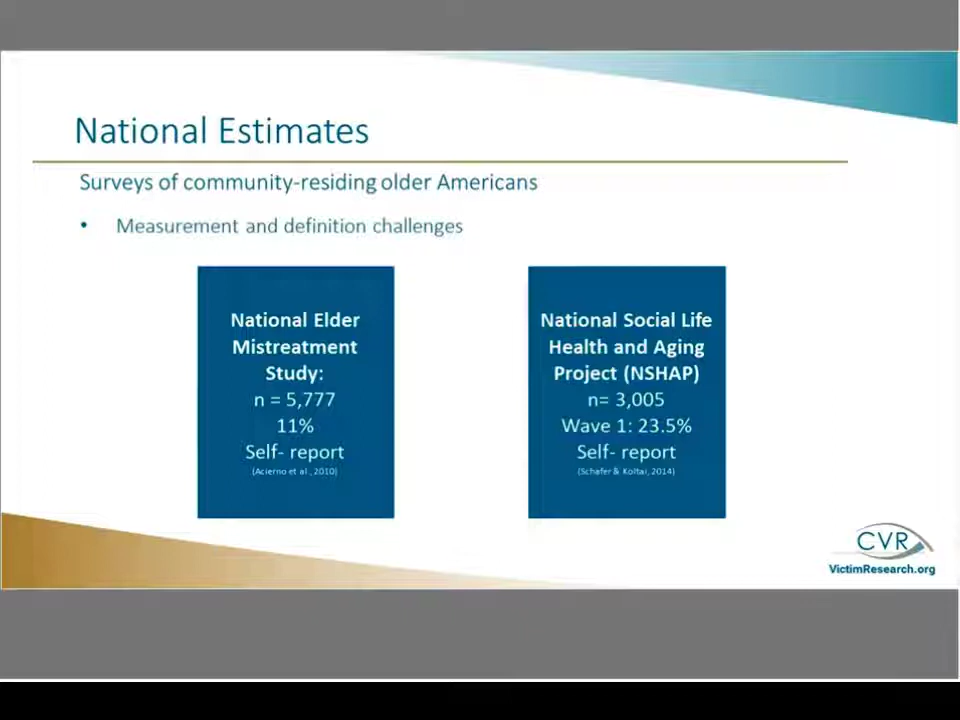 National Estimates
Surveys of community-residing older Americans
• Measurement and definition challenges
National Elder
Mistreatment
Study:
n = 5,777
11%
Self- report
(Acierno et al., 2010)
National Social Life
Health and Aging
Project (NSHAP)
n= 3,005
Wave 1: 23.5%
Self- report
(Schafer & Koltai, 2014)
CVR
VictimResearch.org